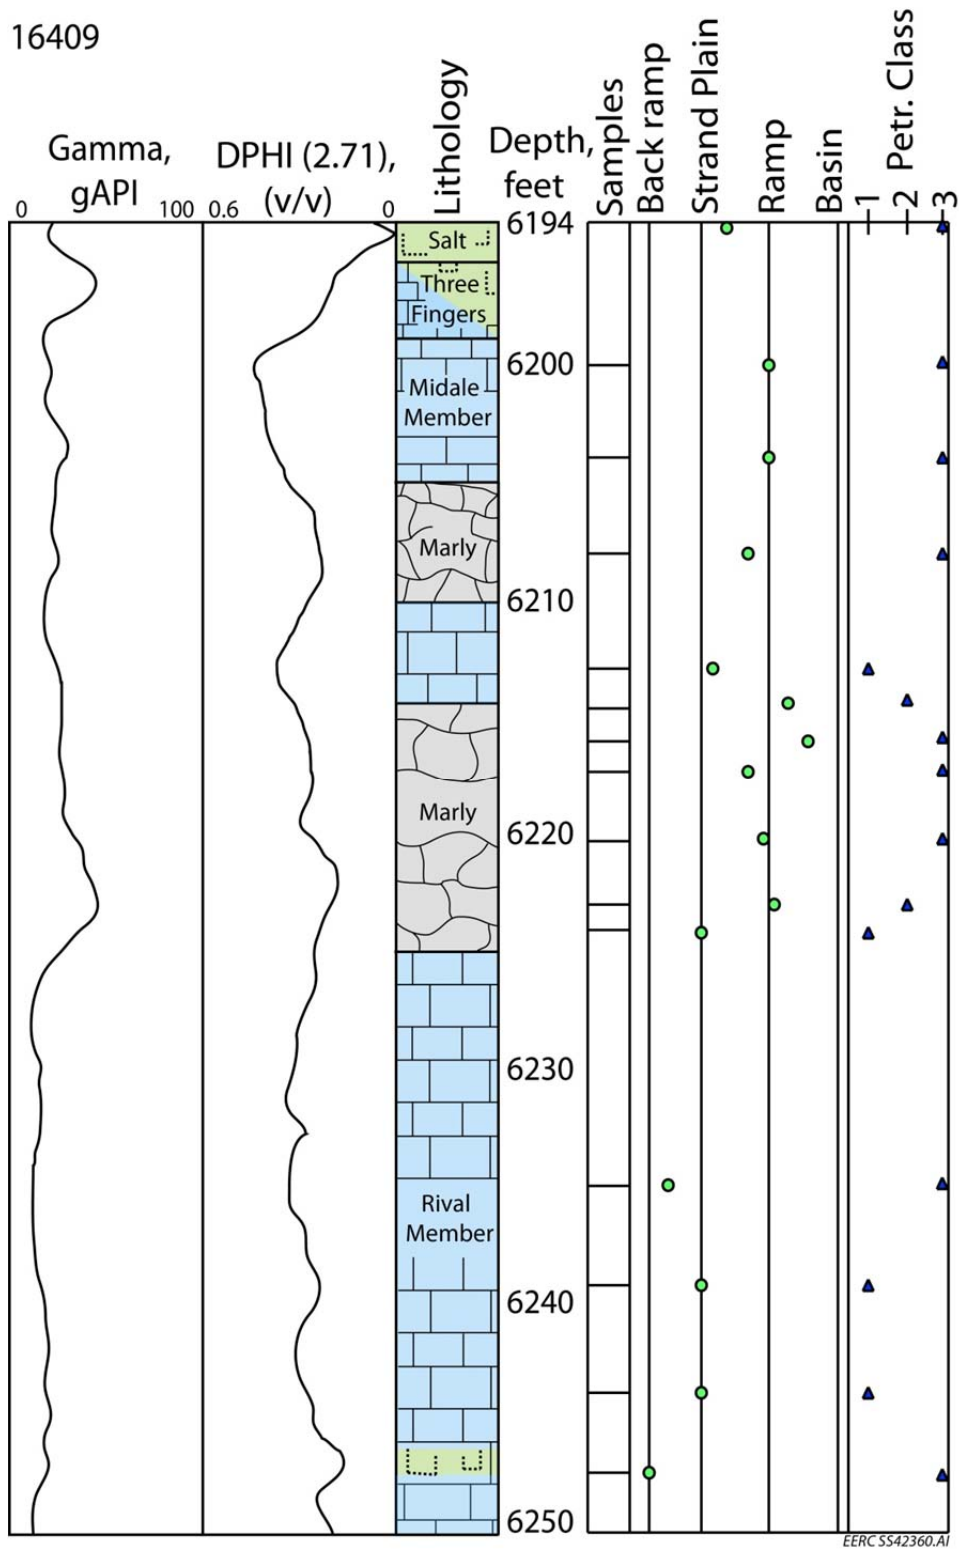 16409
Gamma,
gAPI
0
100
DPHI (2.71),
(v/v)
0.6
0
Lithology
Depth,
feet
Samples
Back ramp
Strand Plain
Ramp
Basin
Petr. Class
1
2
3
6194
Salt
Three
Fingers
6200
Midale
Member
Marly
6210
Marly
6220
6230
Rival
Member
6240
6250
EERC SS42360.AI